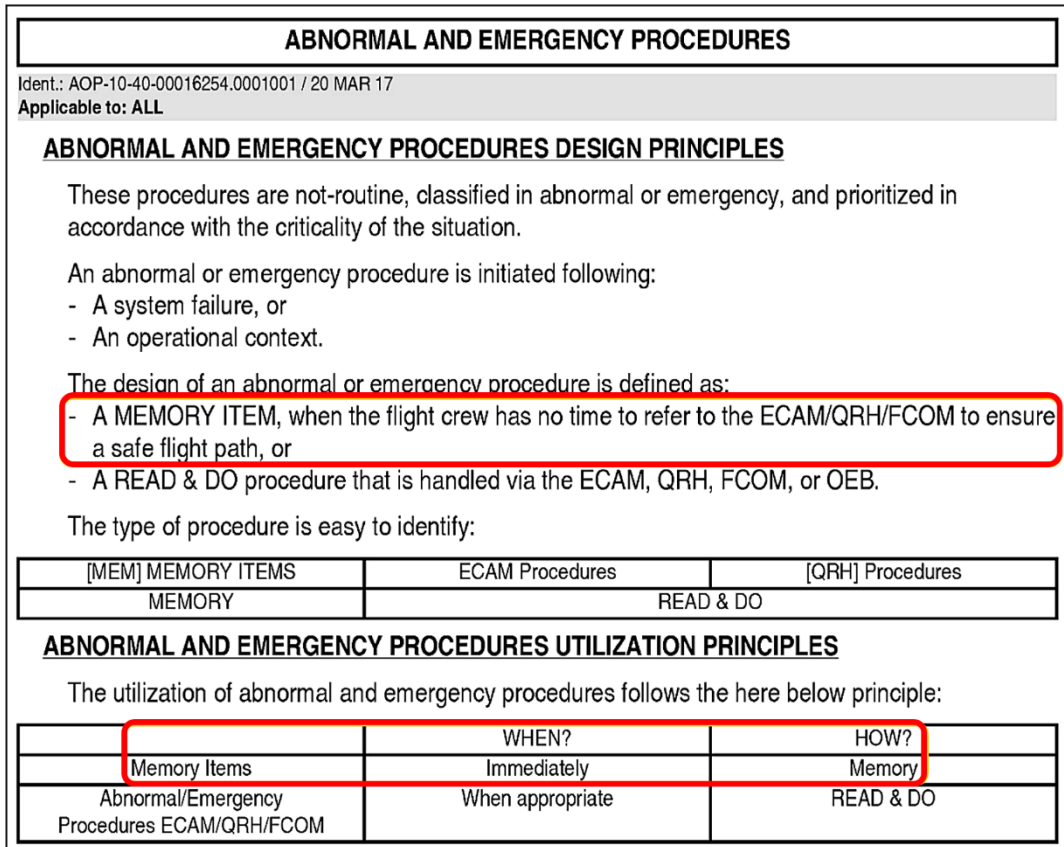 ABNORMAL AND EMERGENCY PROCEDURES
Ident.: AOP-10-40-00016254.0001001 / 20 MAR 17
Applicable to: ALL
ABNORMAL AND EMERGENCY PROCEDURES DESIGN PRINCIPLES
These procedures are not-routine, classified in abnormal or emergency, and prioritized in
accordance with the criticality of the situation.
An abnormal or emergency procedure is initiated following:
- A system failure, or
- An operational context.
The design of an abnormal or emergency procedure is defined as:
- A MEMORY ITEM, when the flight crew has no time to refer to the ECAM/QRH/FCOM to ensure
a safe flight path, or
- A READ & DO procedure that is handled via the ECAM, QRH, FCOM, or OEB.
The type of procedure is easy to identify:
[MEM] MEMORY ITEMS ECAM Procedures [QRH] Procedures
MEMORY READ & DO
ABNORMAL AND EMERGENCY PROCEDURES UTILIZATION PRINCIPLES
The utilization of abnormal and emergency procedures follows the here below principle:
WHEN? HOW?
Memory Items Immediately Memory
Abnormal/Emergency When appropriate READ & DO
Procedures ECAM/QRH/FCOM